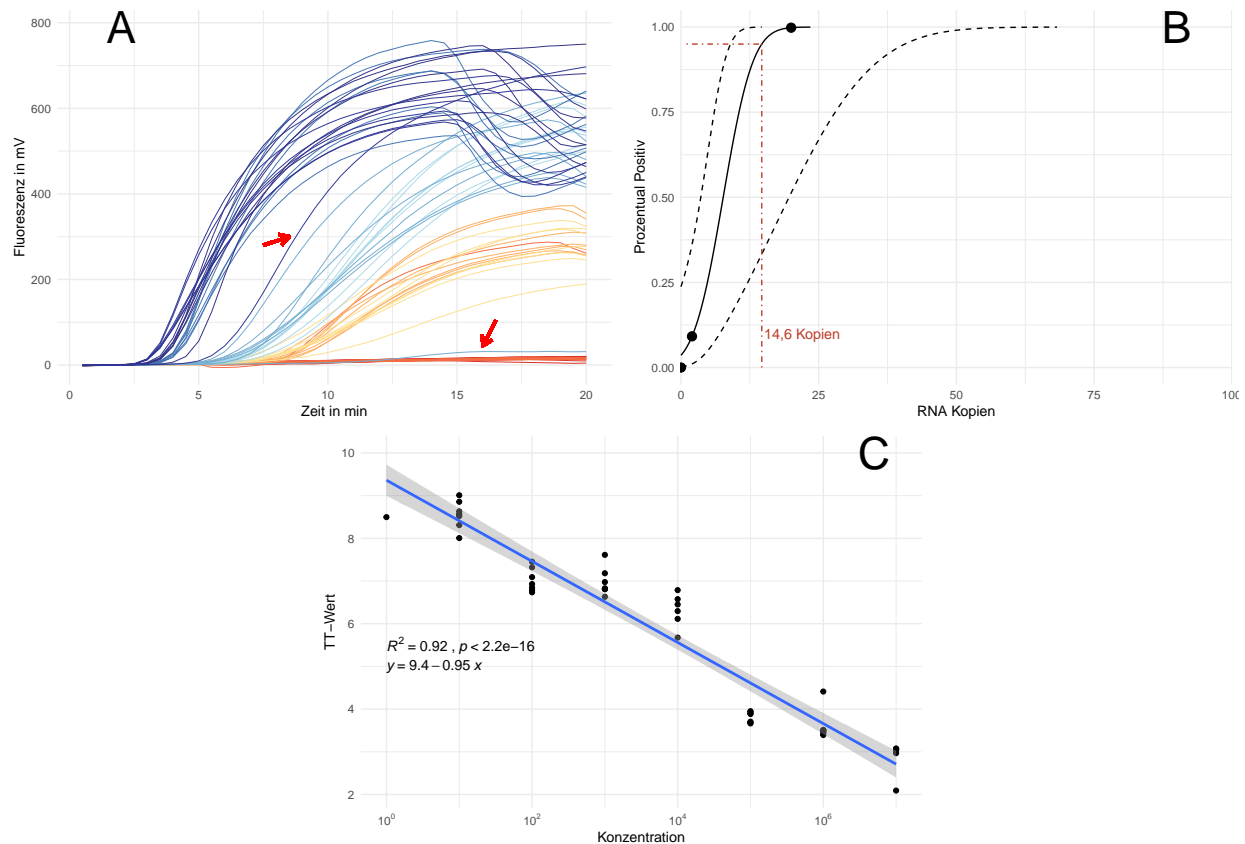 A
800
600
400
200
0
0
5
10
15
20
Fluoreszenz in mV
Zeit in min
B
1.00
0.75
0.50
0.25
0.00
0
25
50
75
100
Prozentual Positiv
RNA Kopien
14,6 Kopien
C
10
8
6
4
2
TT−Wert
R² = 0.92 , p < 2.2e−16
y = 9.4 − 0.95 x
10⁰
10²
10³
10⁴
10⁶
Konzentration